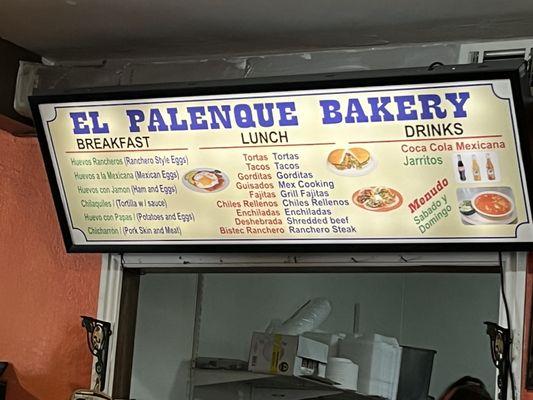 EL PALENQUE BAKERY
BREAKFAST
Huevos Rancheros (Ranchero Style Eggs)
Huevos a la Mexicana (Mexican Eggs)
Huevos con Jamon (Ham and Eggs)
Chilaquiles (Tortilla w/ sauce)
Huevo con Papas (Potatoes and Eggs)
Chicharrón (Pork Skin and Meat)
LUNCH
Tortas Tortas
Tacos Tacos
Gorditas Gorditas
Guisados Mex Cooking
Fajitas Grill Fajitas
Chiles Rellenos Chiles Rellenos
Enchiladas Enchiladas
Deshebrada Shredded beef
Bistec Ranchero Ranchero Steak
DRINKS
Coca Cola Mexicana
Jarritos
Menudo
Sabado y
Domingo